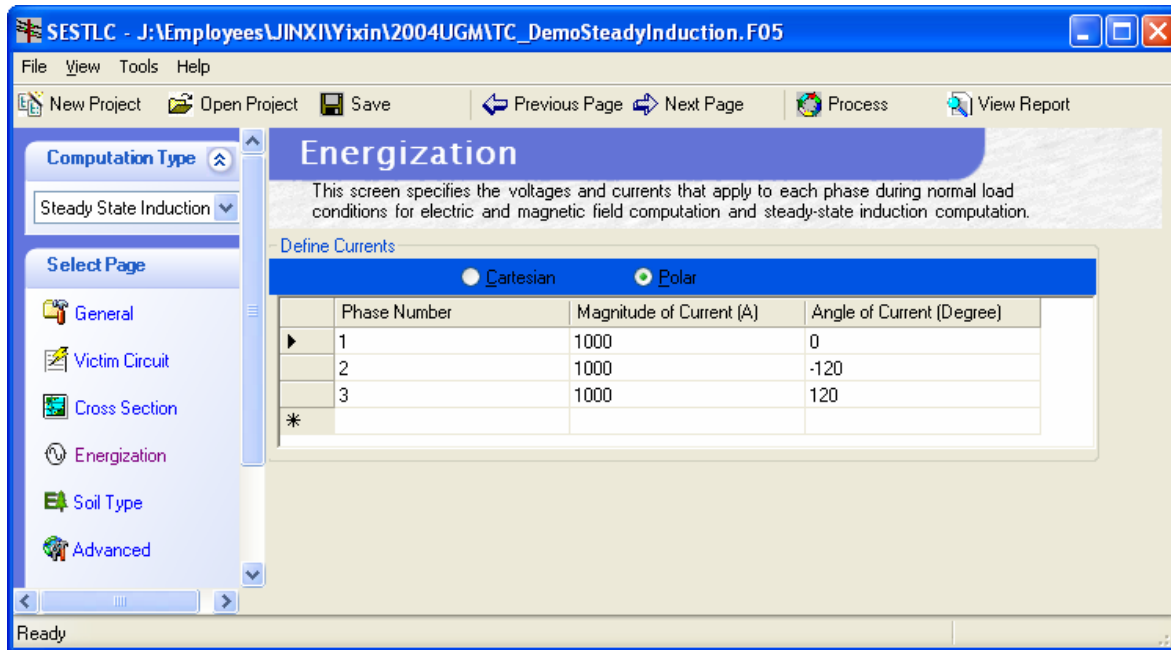 SESTLC - J:\Employees\JINXI\Yixin\2004UGM\TC_DemoSteadyInduction.F05
File View Tools Help
New Project Open Project Save Previous Page Next Page Process View Report
Computation Type
Steady State Induction
Select Page
General
Victim Circuit
Cross Section
Energization
Soil Type
Advanced
Energization
This screen specifies the voltages and currents that apply to each phase during normal load
conditions for electric and magnetic field computation and steady-state induction computation.
Define Currents
Cartesian Polar
Phase Number Magnitude of Current (A) Angle of Current (Degree)
1 1000 0
2 1000 -120
3 1000 120
Ready